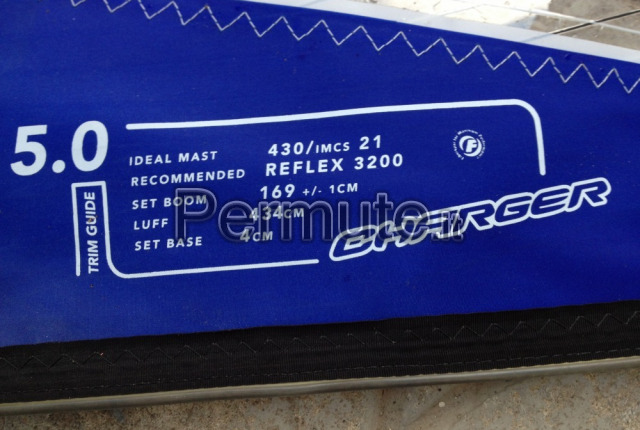 5.0
TRIM GUIDE
IDEAL MAST 430/IMCS 21
RECOMMENDED REFLEX 3200
SET BOOM 169 +/- 1CM
LUFF 434CM
SET BASE 4CM
CHARGER
Permute.it